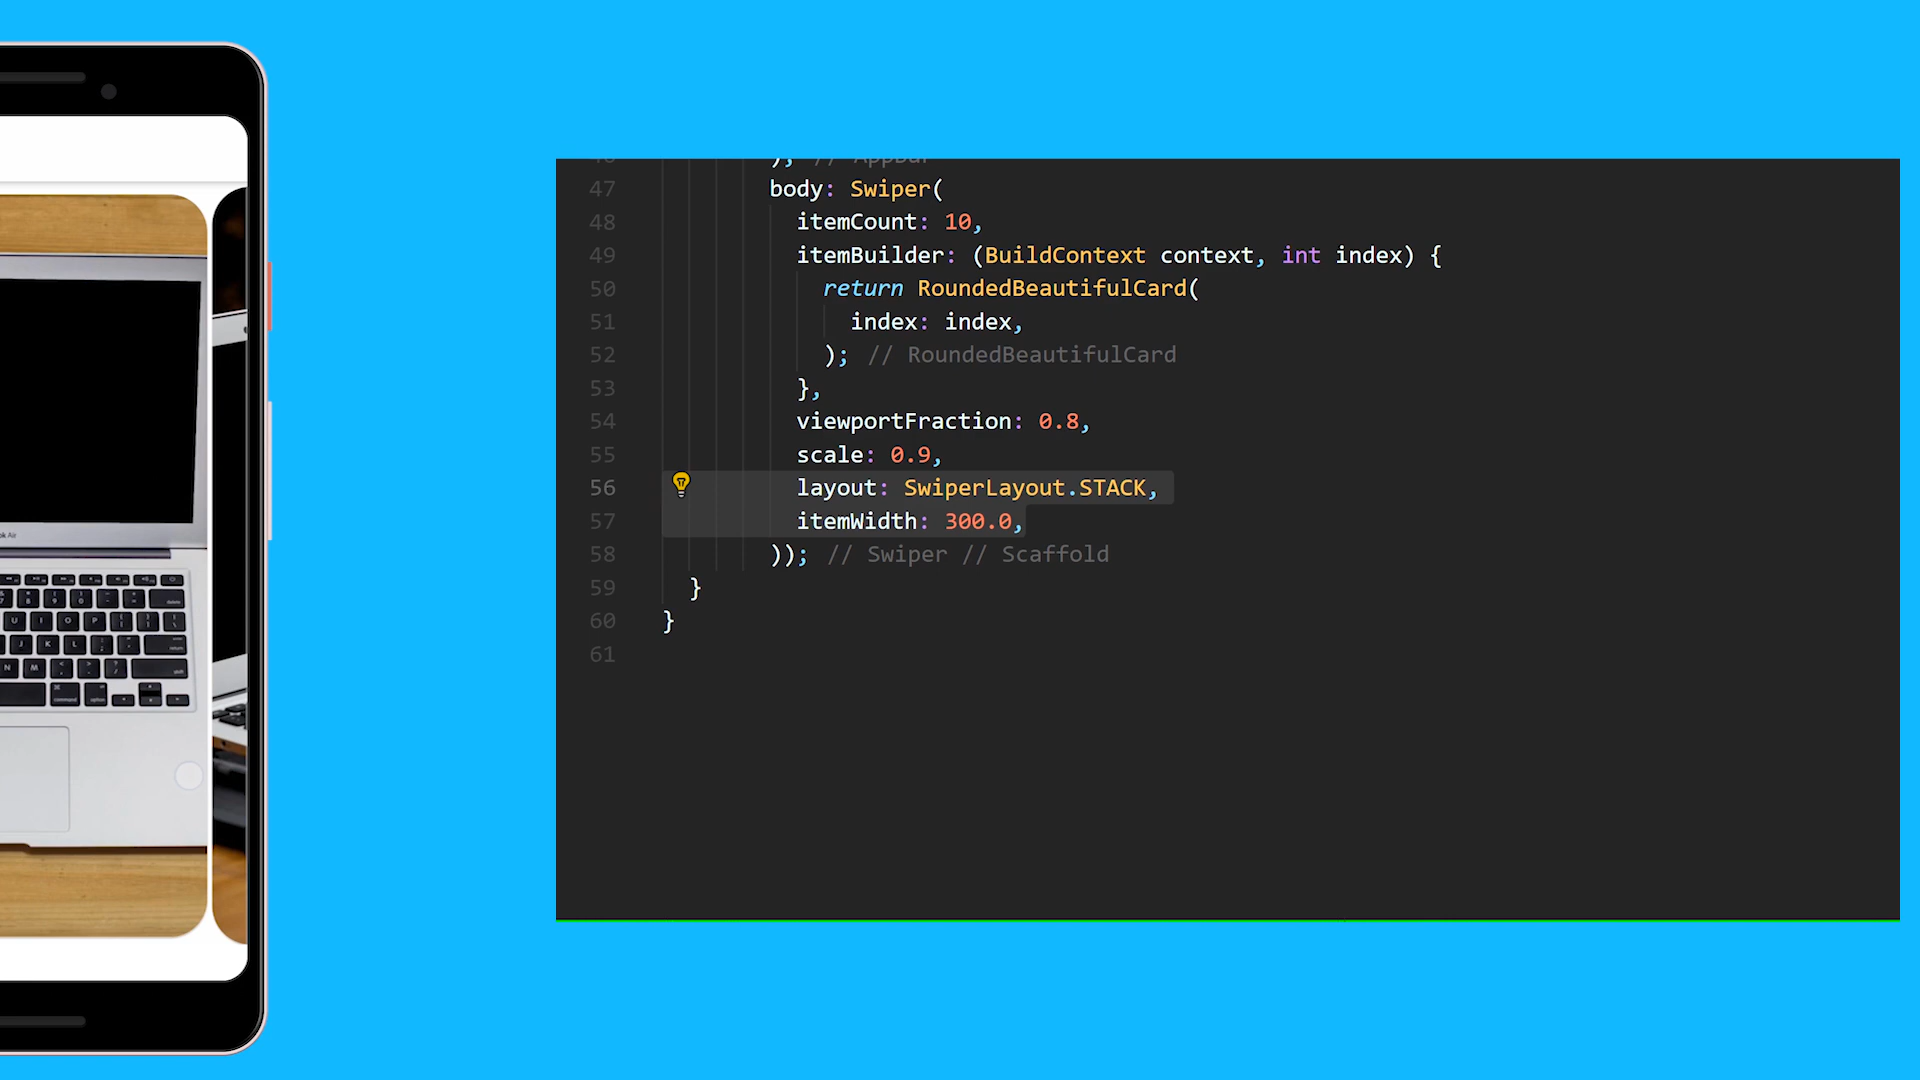 ), // AppBar
47 body: Swiper(
48 itemCount: 10,
49 itemBuilder: (BuildContext context, int index) {
50 return RoundedBeautifulCard(
51 index: index,
52 ); // RoundedBeautifulCard
53 },
54 viewportFraction: 0.8,
55 scale: 0.9,
56 layout: SwiperLayout.STACK,
57 itemWidth: 300.0,
58 )); // Swiper // Scaffold
59 }
60 }
61